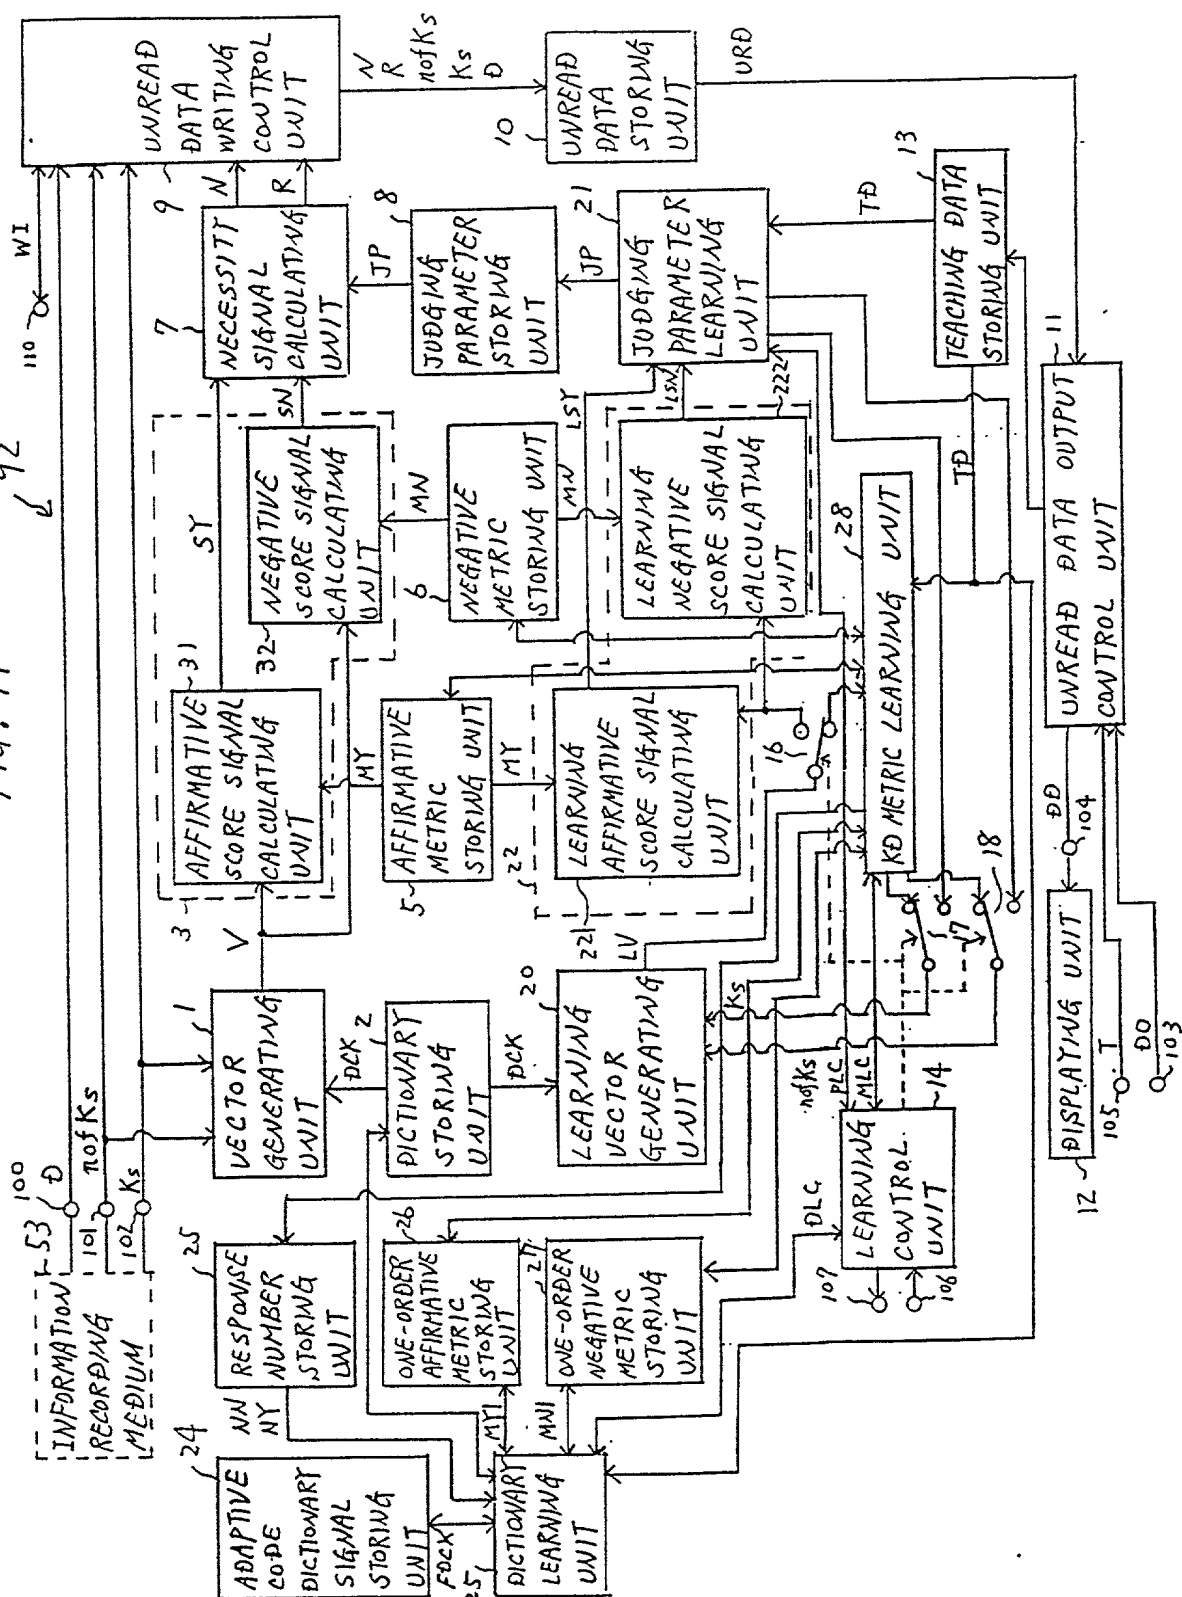 92
53
100
D
INFORMATION
RECORDING
MEDIUM
101
nofKs
102
Ks
110
WI
9
UNREAD
DATA
WRITING
CONTROL
UNIT
N
R
nofKs
Ks
D
1
VECTOR
GENERATING
UNIT
V
3
AFFIRMATIVE
SCORE SIGNAL
CALCULATING
UNIT
31
SY
32
NEGATIVE
SCORE SIGNAL
CALCULATING
UNIT
SN
7
NECESSITY
SIGNAL
CALCULATING
UNIT
N
R
10
UNREAD
DATA
STORING
UNIT
URD
24
ADAPTIVE
CODE
DICTIONARY
SIGNAL
STORING
UNIT
FDCK
NN
NY
25
RESPONSE
NUMBER
STORING
UNIT
DCK
2
DICTIONARY
STORING
UNIT
DCK
MY
5
AFFIRMATIVE
METRIC
STORING UNIT
MY
MN
6
NEGATIVE
METRIC
STORING UNIT
MN
JP
8
JUDGING
PARAMETER
STORING
UNIT
JP
DICTIONARY
LEARNING
UNIT
MY1
26
ONE-ORDER
AFFIRMATIVE
METRIC
STORING
UNIT
MN1
27
ONE-ORDER
NEGATIVE
METRIC
STORING
UNIT
20
LEARNING
VECTOR
GENERATING
UNIT
LV
22
221
LEARNING
AFFIRMATIVE
SCORE SIGNAL
CALCULATING
UNIT
LSY
LEARNING
NEGATIVE
SCORE SIGNAL
CALCULATING
UNIT
222
LSN
21
JUDGING
PARAMETER
LEARNING
UNIT
TD
13
TEACHING DATA
STORING UNIT
TD
Ks
nofKs
16
17
18
DLC
PLC
MLC
14
LEARNING
CONTROL
UNIT
107
106
28
KD METRIC LEARNING UNIT
12
DISPLAYING UNIT
DD
104
11
UNREAD DATA OUTPUT
CONTROL UNIT
105
T
DO
103